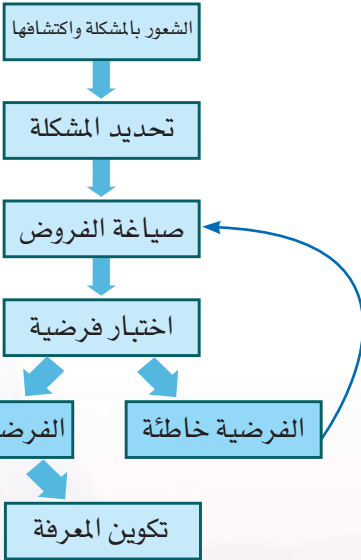 الشعور بالمشكلة واكتشافها
تحديد المشكلة
صياغة الفروض
اختبار فرضية
الفرضية خاطئة
تكوين المعرفة